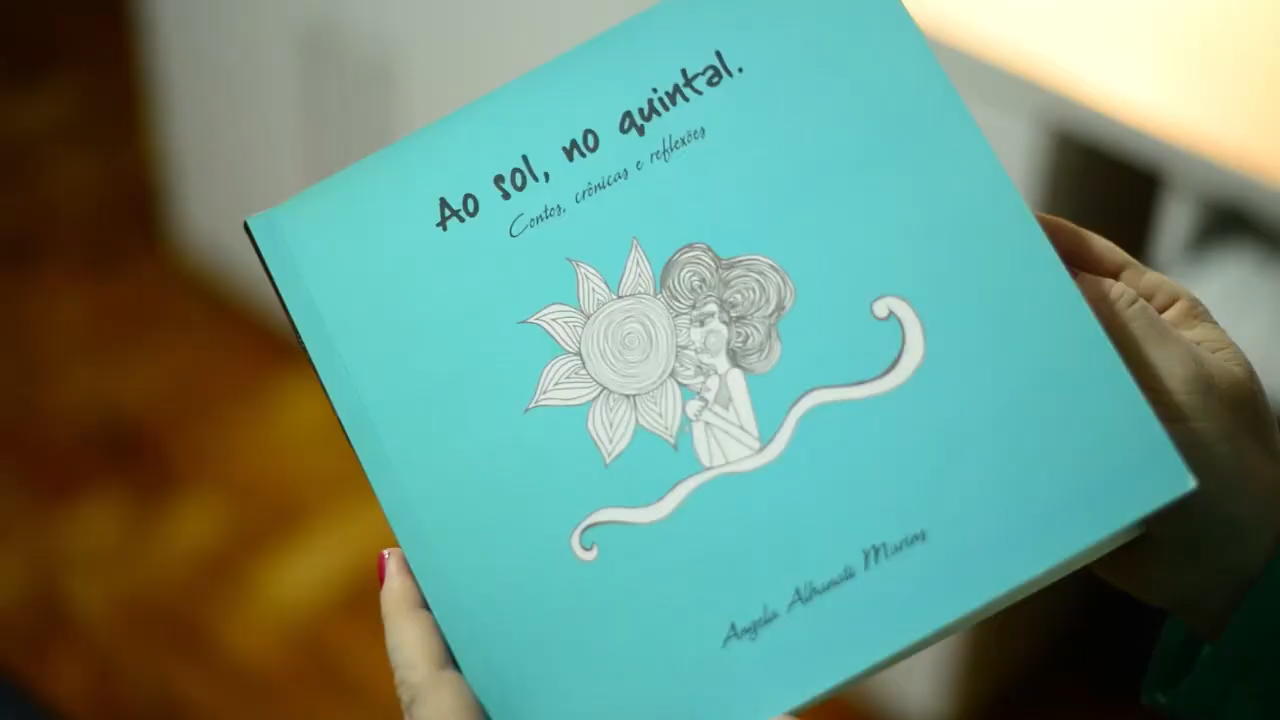 Ao sol, no quintal.
Contos, crônicas e reflexões
Angela